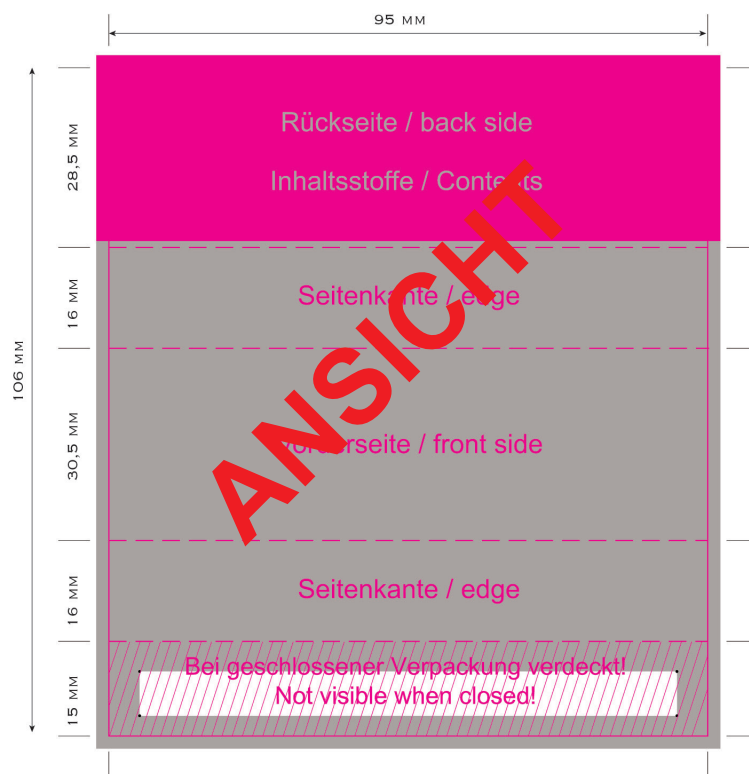 95 MM
Rückseite / back side
28,5 MM
Inhaltsstoffe / Contents
Seitenkante / edge
16 MM
106 MM
ANSICHT
Vorderseite / front side
30,5 MM
Seitenkante / edge
16 MM
Bei geschlossener Verpackung verdeckt!
Not visible when closed!
15 MM